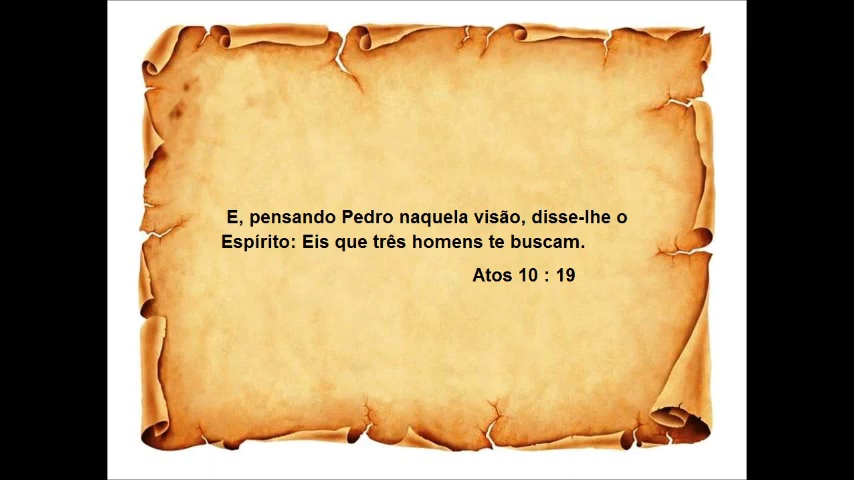 E, pensando Pedro naquela visão, disse-lhe o
Espírito: Eis que três homens te buscam.
Atos 10 : 19